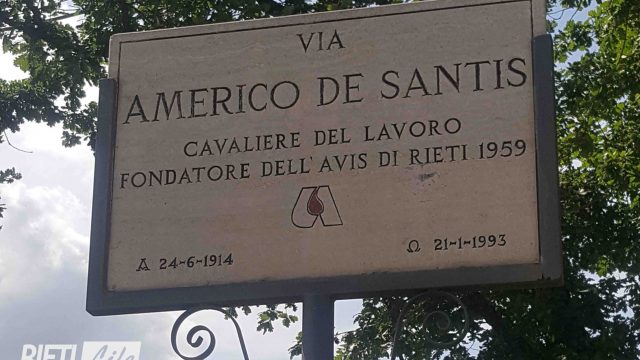 VIA
AMERICO DE SANTIS
CAVALIERE DEL LAVORO
FONDATORE DELL'AVIS DI RIETI 1959
Α 24-6-1914
Ω 21-1-1993
RIETI Life